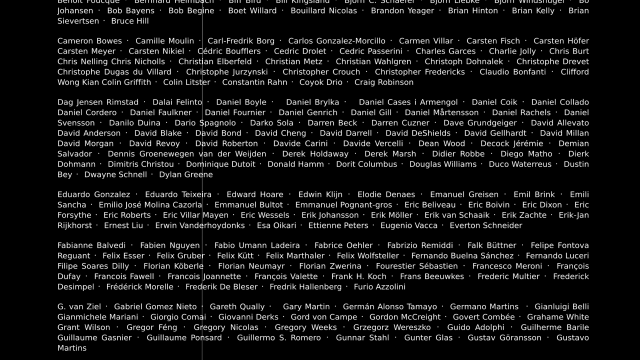 Johansen · Bob Bayens · Bob Begine · Boet Willard · Bouillard Nicolas · Brandon Yeager · Brian Hinton · Brian Kelly · Brian
Sievertsen · Bruce Hill
Cameron Bowes · Camille Moulin · Carl-Fredrik Borg · Carlos Gonzalez-Morcillo · Carmen Villar · Carsten Fisch · Carsten Höfer
Carsten Meyer · Carsten Nikiel · Cédric Boufflers · Cedric Drolet · Cedric Passerini · Charles Garces · Charlie Jolly · Chris Burt
Chris Nelling Chris Nicholls · Christian Elberfeld · Christian Metz · Christian Wahlgren · Christoph Dohnalek · Christophe Drevet
Christophe Dugas du Villard · Christophe Jurzynski · Christopher Crouch · Christopher Fredericks · Claudio Bonfanti · Clifford
Wong Kian Colin Griffith · Colin Litster · Constantin Rahn · Coyok Drio · Craig Robinson
Dag Jensen Rimstad · Dalai Felinto · Daniel Boyle · Daniel Brylka · Daniel Cases i Armengol · Daniel Coik · Daniel Collado
Daniel Cordero · Daniel Faulkner · Daniel Fournier · Daniel Genrich · Daniel Gill · Daniel Mårtensson · Daniel Rachels · Daniel
Svensson · Danilo Duina · Dario Spagnolo · Darko Sola · Darren Beck · Darren Cuzner · Dave Grundgeiger · David Allevato
David Anderson · David Blake · David Bond · David Cheng · David Darrell · David DeShields · David Gellhardt · David Millan
David Morgan · David Revoy · David Roberton · Davide Carini · Davide Vercelli · Dean Wood · Decock Jérémie · Demian
Salvador · Dennis Groenewegen van der Weijden · Derek Holdaway · Derek Marsh · Didier Robbe · Diego Matho · Dierk
Dohmann · Dimitris Christou · Dominique Dutoit · Donald Hamm · Dorit Columbus · Douglas Williams · Duco Waterreus · Dustin
Bey · Dwayne Schnell · Dylan Greene
Eduardo Gonzalez · Eduardo Teixeira · Edward Hoare · Edwin Klijn · Elodie Denaes · Emanuel Greisen · Emil Brink · Emili
Sancha · Emilio José Molina Cazorla · Emmanuel Bultot · Emmanuel Pognant-gros · Eric Beliveau · Eric Boivin · Eric Dixon · Eric
Forsythe · Eric Roberts · Eric Villar Mayen · Eric Wessels · Erik Johansson · Erik Möller · Erik van Schaaik · Erik Zachte · Erik-Jan
Rijkhorst · Ernest Liu · Erwin Vanderhoydonks · Esa Oikari · Ettienne Peters · Eugenio Vacca · Everton Schneider
Fabianne Balvedi · Fabien Nguyen · Fabio Umann Ladeira · Fabrice Oehler · Fabrizio Remiddi · Falk Büttner · Felipe Fontova
Reguant · Felix Esser · Felix Gruber · Felix Kütt · Felix Marthaler · Felix Wolfsteller · Fernando Bueña Sánchez · Fernando Luceri
Filipe Soares Dilly · Florian Köberle · Florian Neumayr · Florian Zwerina · Fourestier Sébastien · Francesco Meroni · François
Dufay · Francois Fawell · Francois Joannette · François Valette · Frank H. Koch · Frans Beeuwkes · Frederic Multier · Frederick
Desimpel · Frédérick Morelle · Frederik De Bleser · Fredrik Hallenberg · Furio Azzolini
G. van Ziel · Gabriel Gomez Nieto · Gareth Qually · Gary Martin · Germán Alonso Tamayo · Germano Martins · Gianluigi Belli
Gianmichele Mariani · Giorgio Comai · Giovanni Derks · Gord von Campe · Gordon McCreight · Govert Combée · Grahame White
Grant Wilson · Gregor Féng · Gregory Nicolas · Gregory Weeks · Grzegorz Wereszko · Guido Adolphi · Guilherme Barile
Guillaume Gasnier · Guillaume Ponsard · Guillermo S. Romero · Gunnar Stahl · Gunter Glas · Gustav Göransson · Gustavo
Martins